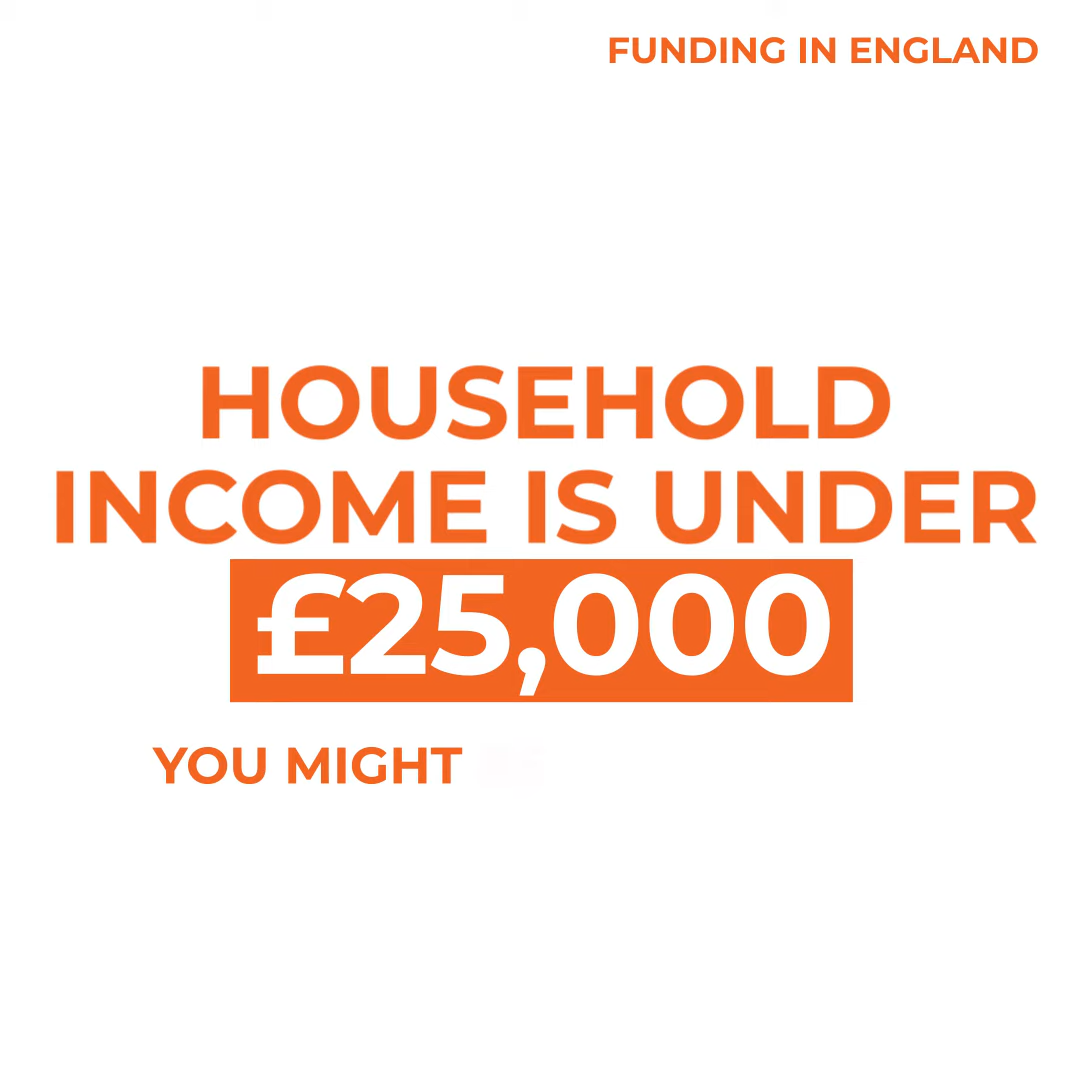 FUNDING IN ENGLAND
HOUSEHOLD
INCOME IS UNDER
£25,000
YOU MIGHT